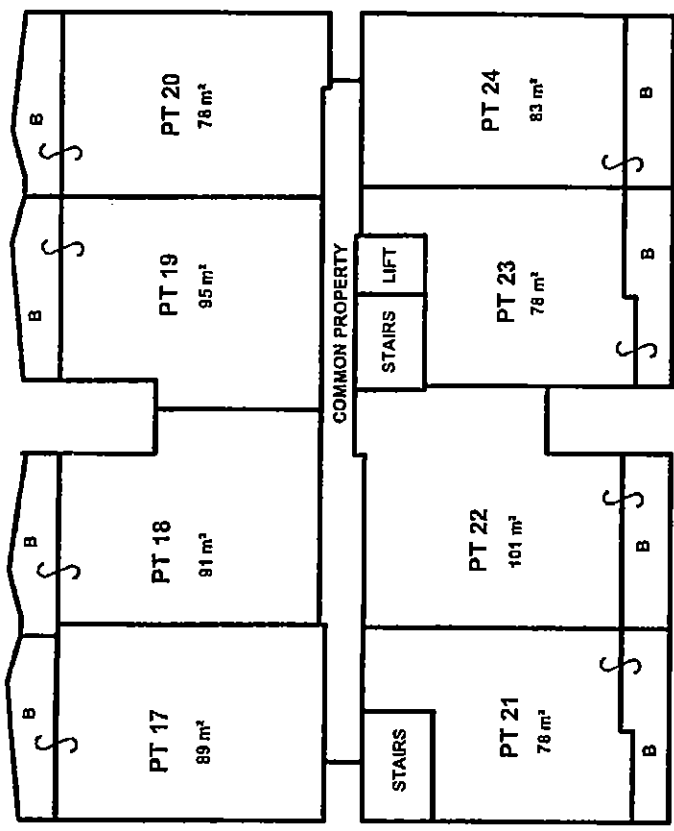 B
B
B
B
PT 20
78 m²
PT 19
95 m²
PT 18
91 m²
PT 17
89 m²
COMMON PROPERTY
STAIRS
STAIRS
LIFT
PT 21
78 m²
PT 22
101 m²
PT 23
78 m²
PT 24
83 m²
B
B
B
B